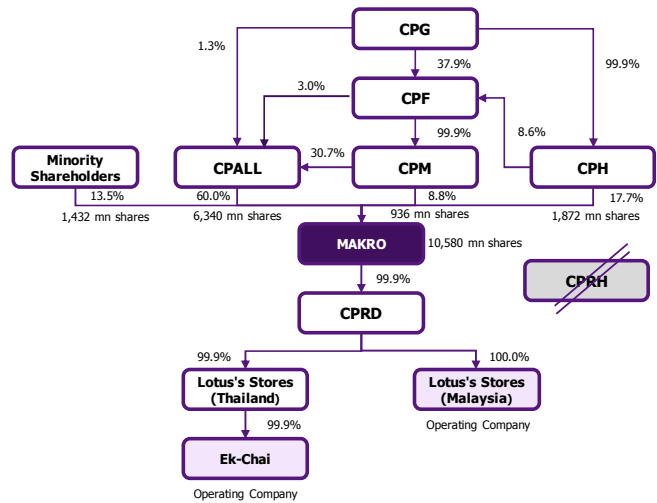 CPG
1.3%
37.9%
99.9%
CPF
3.0%
99.9%
8.6%
Minority
Shareholders
CPALL
30.7%
CPM
CPH
13.5%
60.0%
8.8%
17.7%
1,432 mn shares
6,340 mn shares
936 mn shares
1,872 mn shares
MAKRO
10,580 mn shares
99.9%
CPRH
CPRD
99.9%
100.0%
Lotus's Stores
(Thailand)
Lotus's Stores
(Malaysia)
99.9%
Operating Company
Ek-Chai
Operating Company